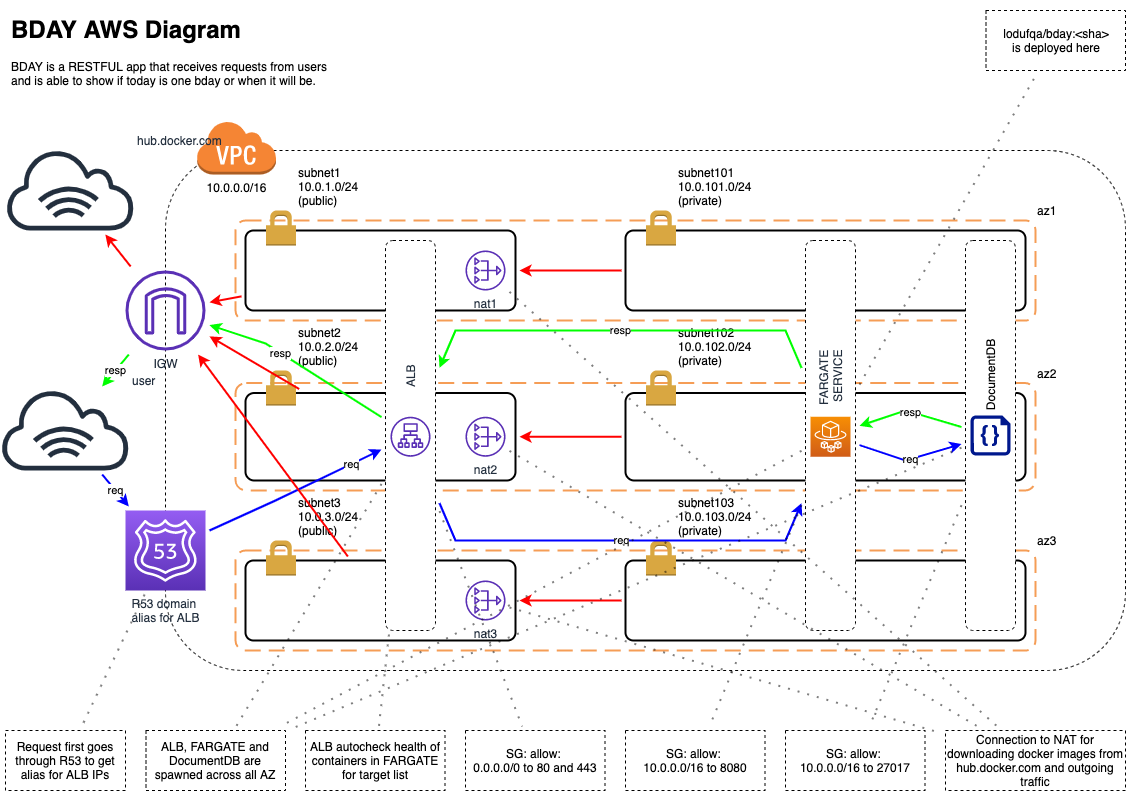 BDAY AWS Diagram
BDAY is a RESTFUL app that receives requests from users
and is able to show if today is one bday or when it will be.
lodufqa/bday:<sha>
is deployed here
hub.docker.com
VPC
10.0.0.0/16
subnet1
10.0.1.0/24
(public)
subnet101
10.0.101.0/24
(private)
az1
nat1
IGW
resp
user
subnet2
10.0.2.0/24
(public)
resp
resp
subnet102
10.0.102.0/24
(private)
az2
ALB
FARGATE
SERVICE
DocumentDB
nat2
resp
req
{}
req
req
53
R53 domain
alias for ALB
subnet3
10.0.3.0/24
(public)
req
subnet103
10.0.103.0/24
(private)
az3
nat3
Request first goes
through R53 to get
alias for ALB IPs
ALB, FARGATE and
DocumentDB are
spawned across all AZ
ALB autocheck health of
containers in FARGATE
for target list
SG: allow:
0.0.0.0/0 to 80 and 443
SG: allow:
10.0.0.0/16 to 8080
SG: allow:
10.0.0.0/16 to 27017
Connection to NAT for
downloading docker images from
hub.docker.com and outgoing
traffic